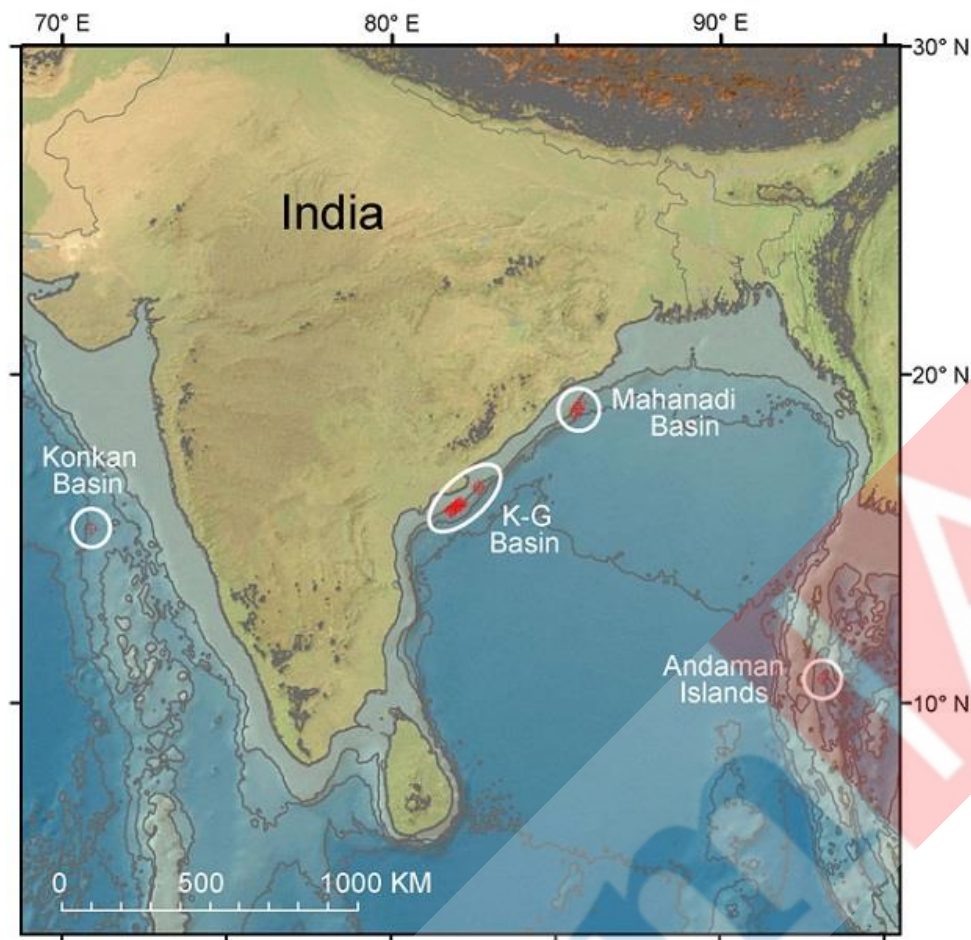 70° E
80° E
90° E
30° N
India
20° N
Mahanadi
Basin
Konkan
Basin
K-G
Basin
Andaman
Islands
10° N
0
500
1000 KM